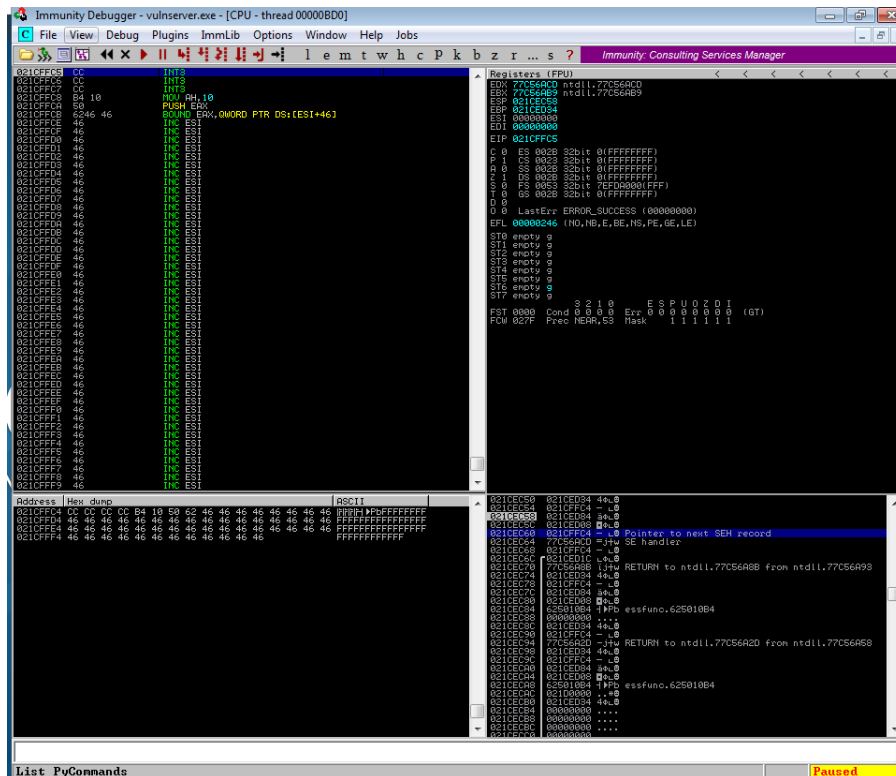 Immunity Debugger - vulnserver.exe - [CPU - thread 00000BD0]
C File View Debug Plugins ImmLib Options Window Help Jobs
l e m t w h c p k b z r ... s ? Immunity: Consulting Services Manager
021CFFC5 CC INT3
021CFFC6 CC INT3
021CFFC7 CC INT3
021CFFC8 B4 10 MOV AH,10
021CFFCA 50 PUSH EAX
021CFFCB 6246 46 BOUND EAX,QWORD PTR DS:[ESI+46]
021CFFCE 46 INC ESI
021CFFCF 46 INC ESI
021CFFD0 46 INC ESI
021CFFD1 46 INC ESI
021CFFD2 46 INC ESI
021CFFD3 46 INC ESI
021CFFD4 46 INC ESI
021CFFD5 46 INC ESI
021CFFD6 46 INC ESI
021CFFD7 46 INC ESI
021CFFD8 46 INC ESI
021CFFD9 46 INC ESI
021CFFDA 46 INC ESI
021CFFDB 46 INC ESI
021CFFDC 46 INC ESI
021CFFDD 46 INC ESI
021CFFDE 46 INC ESI
021CFFDF 46 INC ESI
021CFFE0 46 INC ESI
021CFFE1 46 INC ESI
021CFFE2 46 INC ESI
021CFFE3 46 INC ESI
021CFFE4 46 INC ESI
021CFFE5 46 INC ESI
021CFFE6 46 INC ESI
021CFFE7 46 INC ESI
021CFFE8 46 INC ESI
021CFFE9 46 INC ESI
021CFFEA 46 INC ESI
021CFFEB 46 INC ESI
021CFFEC 46 INC ESI
021CFFED 46 INC ESI
021CFFEE 46 INC ESI
021CFFEF 46 INC ESI
021CFFF0 46 INC ESI
021CFFF1 46 INC ESI
021CFFF2 46 INC ESI
021CFFF3 46 INC ESI
021CFFF4 46 INC ESI
021CFFF5 46 INC ESI
021CFFF6 46 INC ESI
021CFFF7 46 INC ESI
021CFFF8 46 INC ESI
021CFFF9 46 INC ESI
Registers (FPU) < < < < < < <
EDX 77C56ACD ntdll.77C56ACD
EBX 77C56AB9 ntdll.77C56AB9
ESP 021CEC58
EBP 021CED34
ESI 00000000
EDI 00000000
EIP 021CFFC5
C 0 ES 002B 32bit 0(FFFFFFFF)
P 1 CS 0023 32bit 0(FFFFFFFF)
A 0 SS 002B 32bit 0(FFFFFFFF)
Z 1 DS 002B 32bit 0(FFFFFFFF)
S 0 FS 0053 32bit 7EFDA000(FFF)
T 0 GS 002B 32bit 0(FFFFFFFF)
D 0
O 0 LastErr ERROR_SUCCESS (00000000)
EFL 00000246 (NO,NB,E,BE,NS,PE,GE,LE)
ST0 empty g
ST1 empty g
ST2 empty g
ST3 empty g
ST4 empty g
ST5 empty g
ST6 empty g
ST7 empty g
3 2 1 0 E S P U O Z D I
FST 0000 Cond 0 0 0 0 Err 0 0 0 0 0 0 0 0 (GT)
FCW 027F Prec NEAR,53 Mask 1 1 1 1 1 1
Address Hex dump ASCII
021CFFC4 CC CC CC CC B4 10 50 62 46 46 46 46 46 46 46 46 PbFFFFFFFF
021CFFD4 46 46 46 46 46 46 46 46 46 46 46 46 46 46 46 46 FFFFFFFFFFFFFFFF
021CFFE4 46 46 46 46 46 46 46 46 46 46 46 46 46 46 46 46 FFFFFFFFFFFFFFFF
021CFFF4 46 46 46 46 46 46 46 46 46 46 46 46 FFFFFFFFFFFF
021CEC50 021CED34
021CEC54 021CFFC4
021CEC58 021CED84
021CEC5C 021CED08
021CEC60 021CFFC4 Pointer to next SEH record
021CEC64 77C56ACD SE handler
021CEC68 021CFFC4
021CEC6C 021CED1C
021CEC70 77C56A8B RETURN to ntdll.77C56A8B from ntdll.77C56A93
021CEC74 021CED34
021CEC78 021CFFC4
021CEC7C 021CED84
021CEC80 021CED08
021CEC84 625010B4 essfunc.625010B4
021CEC88 00000000 ....
021CEC8C 021CED34
021CEC90 021CFFC4
021CEC94 77C56A2D RETURN to ntdll.77C56A2D from ntdll.77C56A58
021CEC98 021CED34
021CEC9C 021CFFC4
021CECA0 021CED84
021CECA4 021CED08
021CECA8 625010B4 essfunc.625010B4
021CECAC 021D0000
021CECB0 021CED34
021CECB4 00000000 ....
021CECB8 00000000 ....
021CECBC 00000000 ....
021CECC0 00000000
List PyCommands Paused